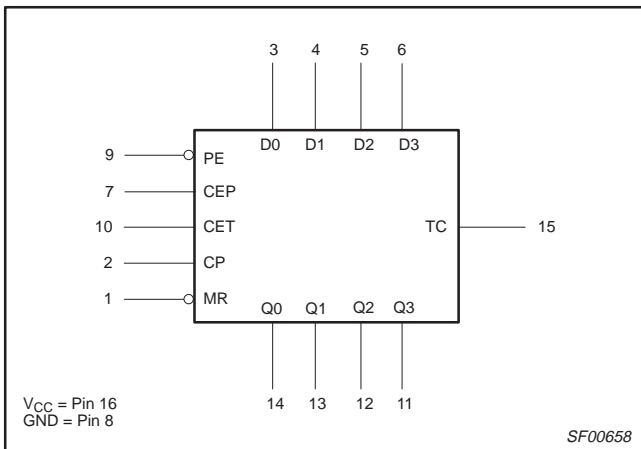 3 4 5 6
D0 D1 D2 D3
9 PE
7 CEP
10 CET TC 15
2 CP
1 MR
Q0 Q1 Q2 Q3
14 13 12 11
VCC = Pin 16
GND = Pin 8
SF00658